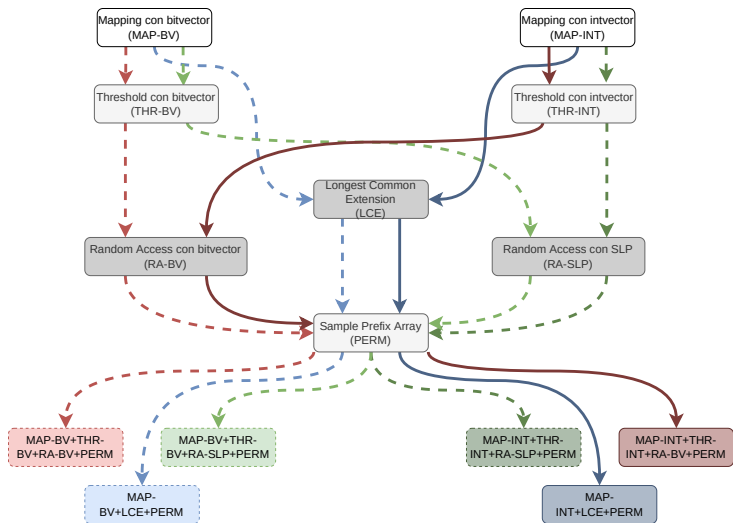 Mapping con bitvector
(MAP-BV)
Mapping con intvector
(MAP-INT)
Threshold con bitvector
(THR-BV)
Threshold con intvector
(THR-INT)
Longest Common
Extension
(LCE)
Random Access con bitvector
(RA-BV)
Random Access con SLP
(RA-SLP)
Sample Prefix Array
(PERM)
MAP-BV+THR-
BV+RA-BV+PERM
MAP-BV+THR-
BV+RA-SLP+PERM
MAP-INT+THR-
INT+RA-SLP+PERM
MAP-INT+THR-
INT+RA-BV+PERM
MAP-
BV+LCE+PERM
MAP-
INT+LCE+PERM